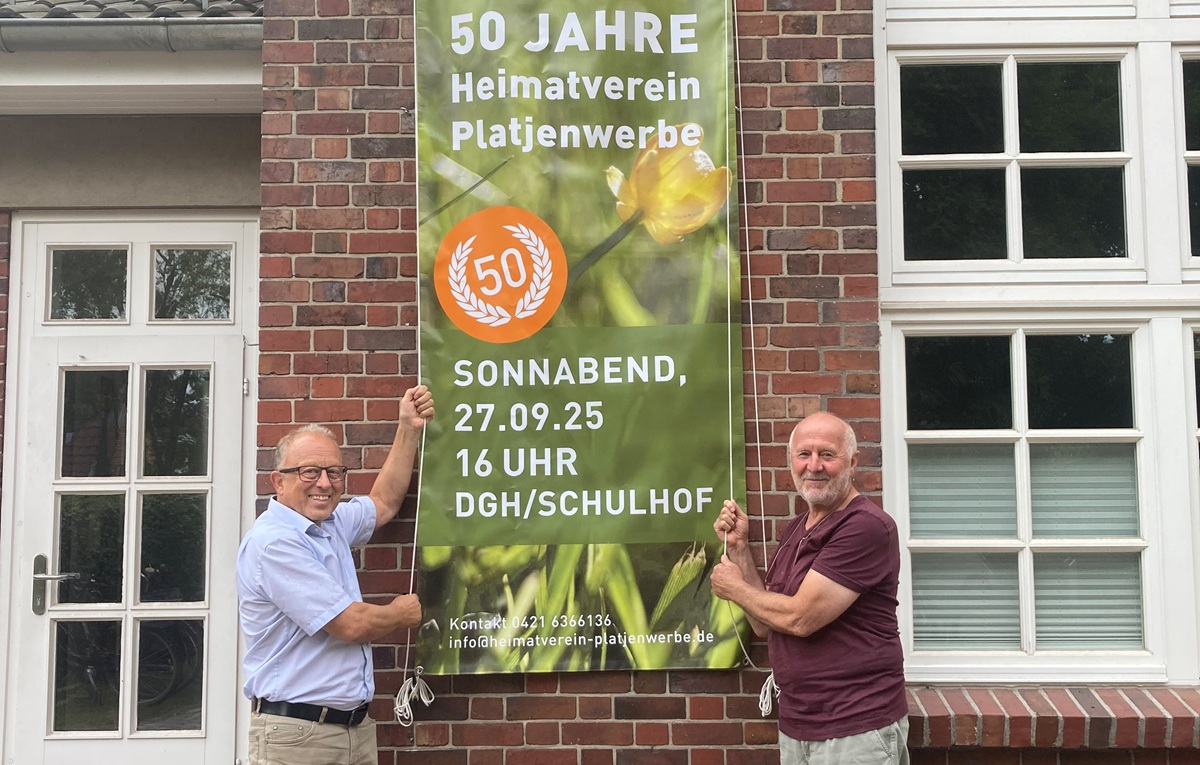 50 JAHRE
Heimatverein
Platjenwerbe
50
SONNABEND,
27.09.25
16 UHR
DGH/SCHULHOF
Kontakt 0421 6366136
info@heimatverein-platjenwerbe.de